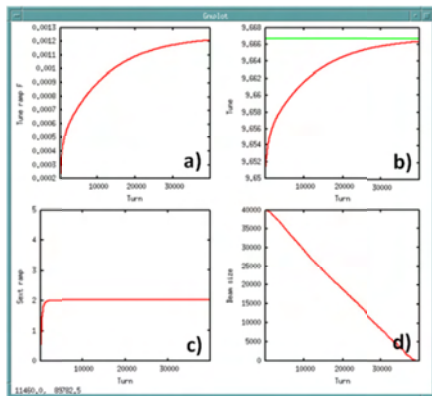 Gnuplot
0.0013
0.0012
0.0011
0.001
0.0009
0.0008
0.0007
0.0006
0.0005
0.0004
0.0003
0.0002
Tune ramp F
10000 20000 30000
Turn
a)
9.668
9.666
9.664
9.662
9.66
9.658
9.656
9.654
9.652
9.65
Tune
10000 20000 30000
Turn
b)
5
4
3
2
1
0
Sext ramp
10000 20000 30000
Turn
c)
40000
35000
30000
25000
20000
15000
10000
5000
0
Beam size
10000 20000 30000
Turn
d)
11460.0, 89782.5